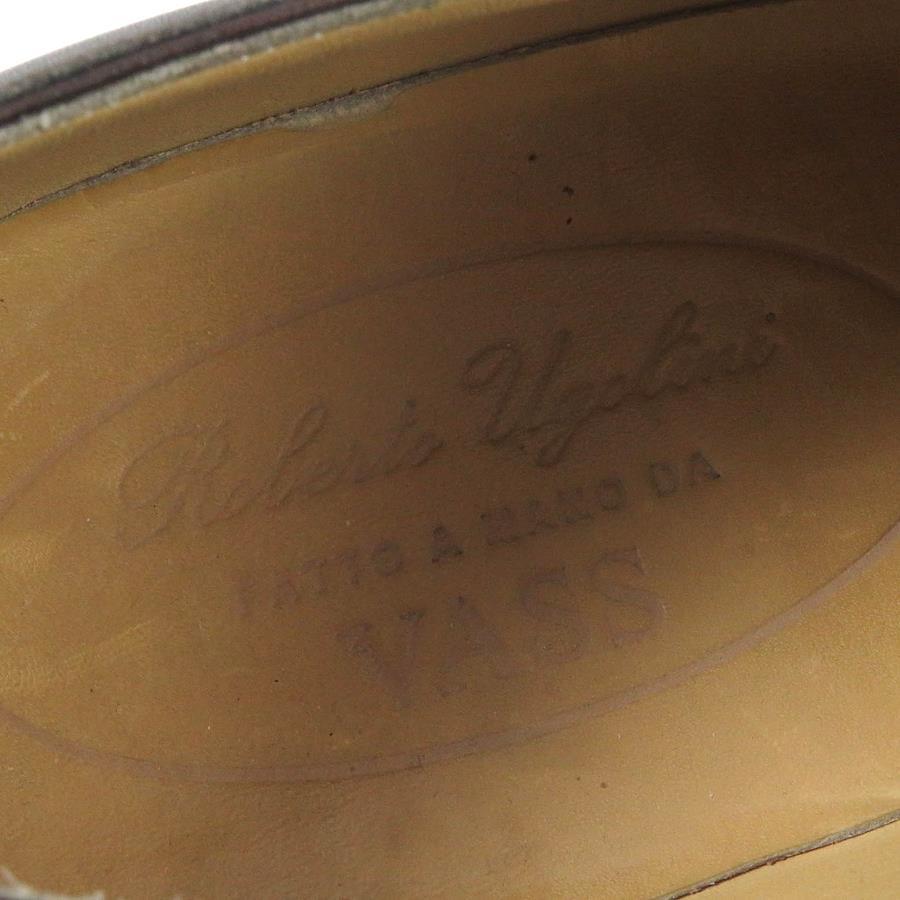 Roberto Ugolini
FATTO A MANO DA
VASS